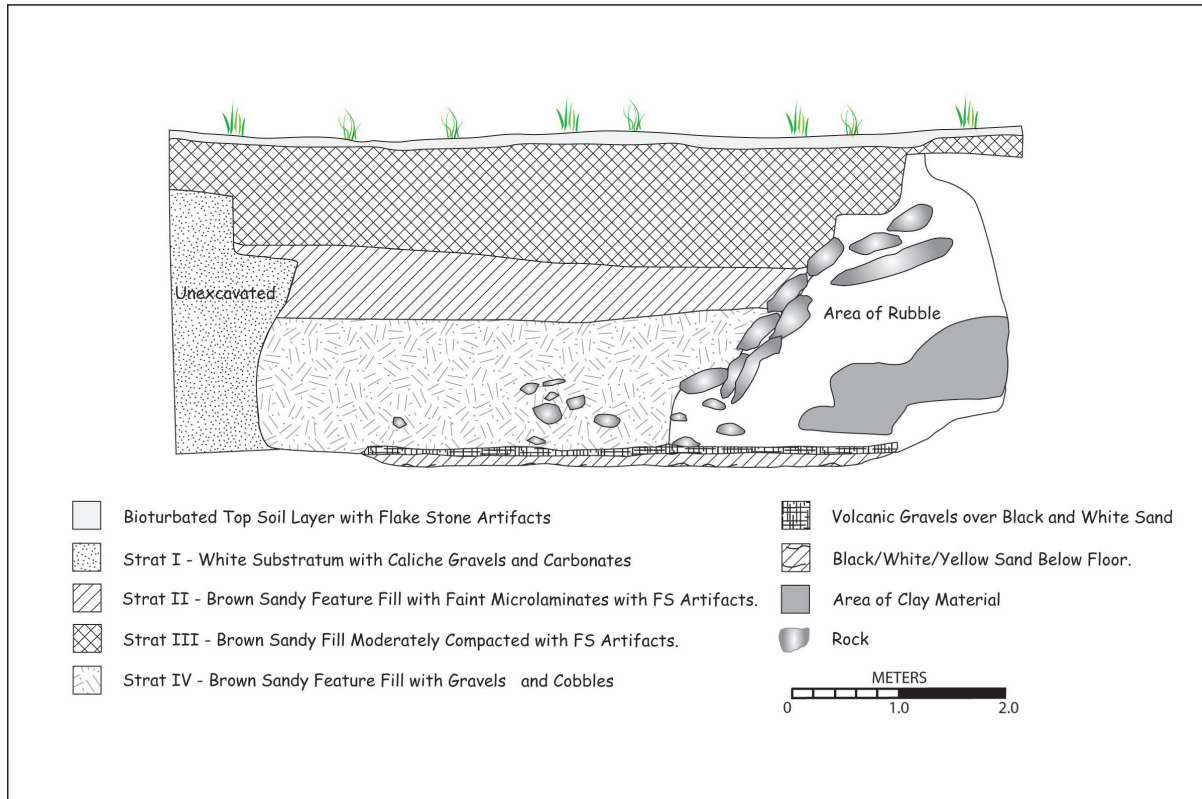 Unexcavated
Area of Rubble
Bioturbated Top Soil Layer with Flake Stone Artifacts
Strat I - White Substratum with Caliche Gravels and Carbonates
Strat II - Brown Sandy Feature Fill with Faint Microlaminates with FS Artifacts.
Strat III - Brown Sandy Fill Moderately Compacted with FS Artifacts.
Strat IV - Brown Sandy Feature Fill with Gravels and Cobbles
Volcanic Gravels over Black and White Sand
Black/White/Yellow Sand Below Floor.
Area of Clay Material
Rock
METERS
0 1.0 2.0